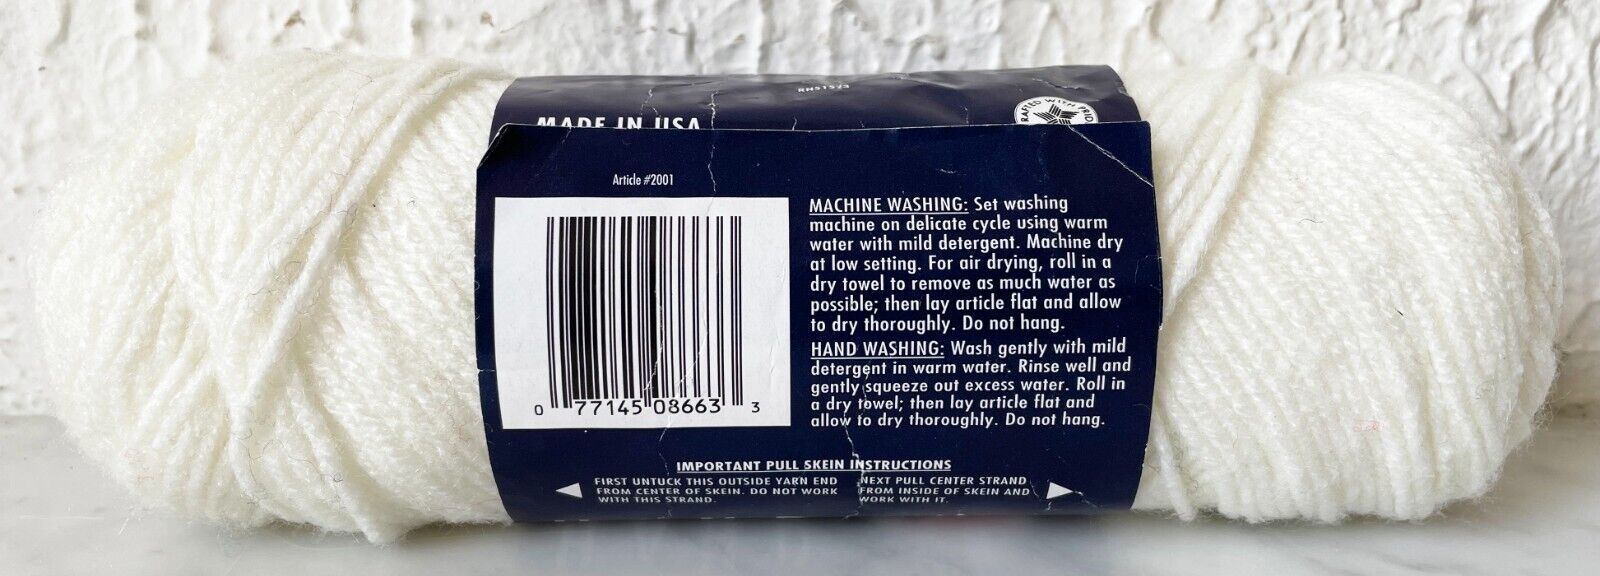 RN51523
MADE IN USA
CRAFTED WITH PRIDE
Article #2001
0 77145 08663 3
MACHINE WASHING: Set washing
machine on delicate cycle using warm
water with mild detergent. Machine dry
at low setting. For air drying, roll in a
dry towel to remove as much water as
possible; then lay article flat and allow
to dry thoroughly. Do not hang.
HAND WASHING: Wash gently with mild
detergent in warm water. Rinse well and
gently squeeze out excess water. Roll in
a dry towel; then lay article flat and
allow to dry thoroughly. Do not hang.
IMPORTANT PULL SKEIN INSTRUCTIONS
FIRST UNTUCK THIS OUTSIDE YARN END
FROM CENTER OF SKEIN. DO NOT WORK
WITH THIS STRAND.
NEXT PULL CENTER STRAND
FROM INSIDE OF SKEIN AND
WORK WITH IT.